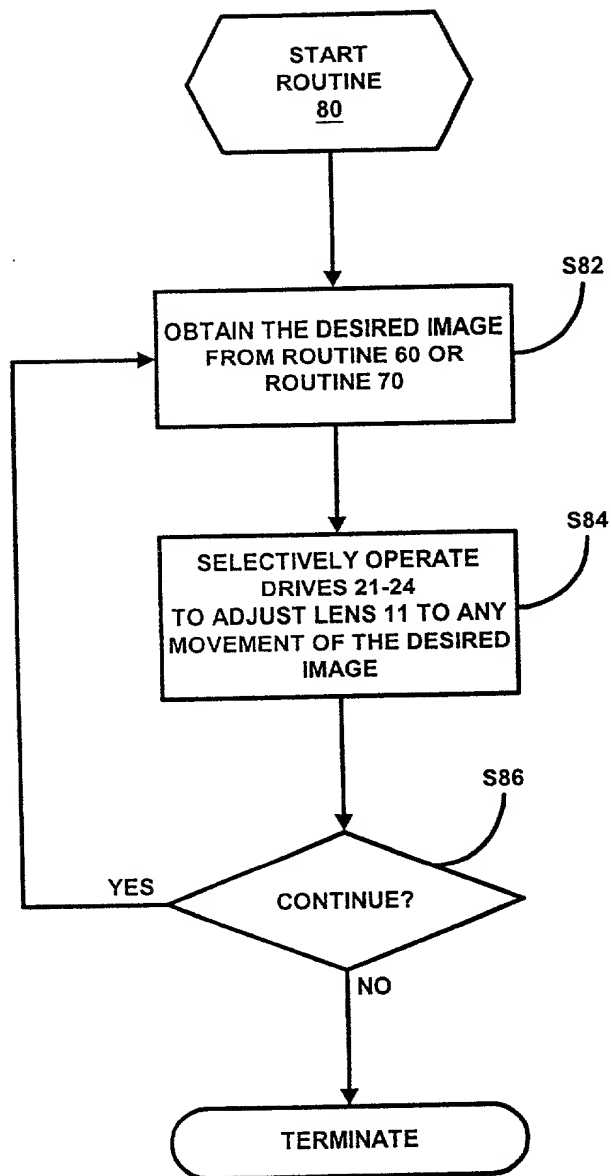 START
ROUTINE
80
S82
OBTAIN THE DESIRED IMAGE
FROM ROUTINE 60 OR
ROUTINE 70
S84
SELECTIVELY OPERATE
DRIVES 21-24
TO ADJUST LENS 11 TO ANY
MOVEMENT OF THE DESIRED
IMAGE
S86
YES
CONTINUE?
NO
TERMINATE